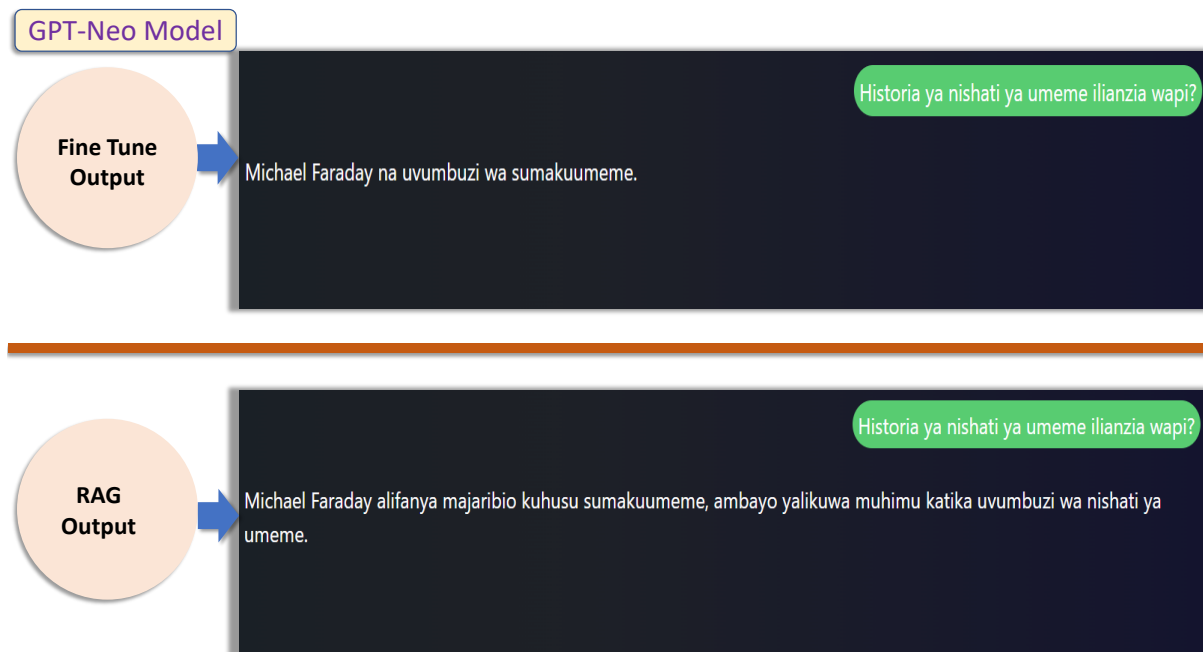 GPT-Neo Model
Historia ya nishati ya umeme ilianzia wapi?
Fine Tune
Output
Michael Faraday na uvumbuzi wa sumakuumeme.
Historia ya nishati ya umeme ilianzia wapi?
RAG
Output
Michael Faraday alifanya majaribio kuhusu sumakuumeme, ambayo yalikuwa muhimu katika uvumbuzi wa nishati ya
umeme.